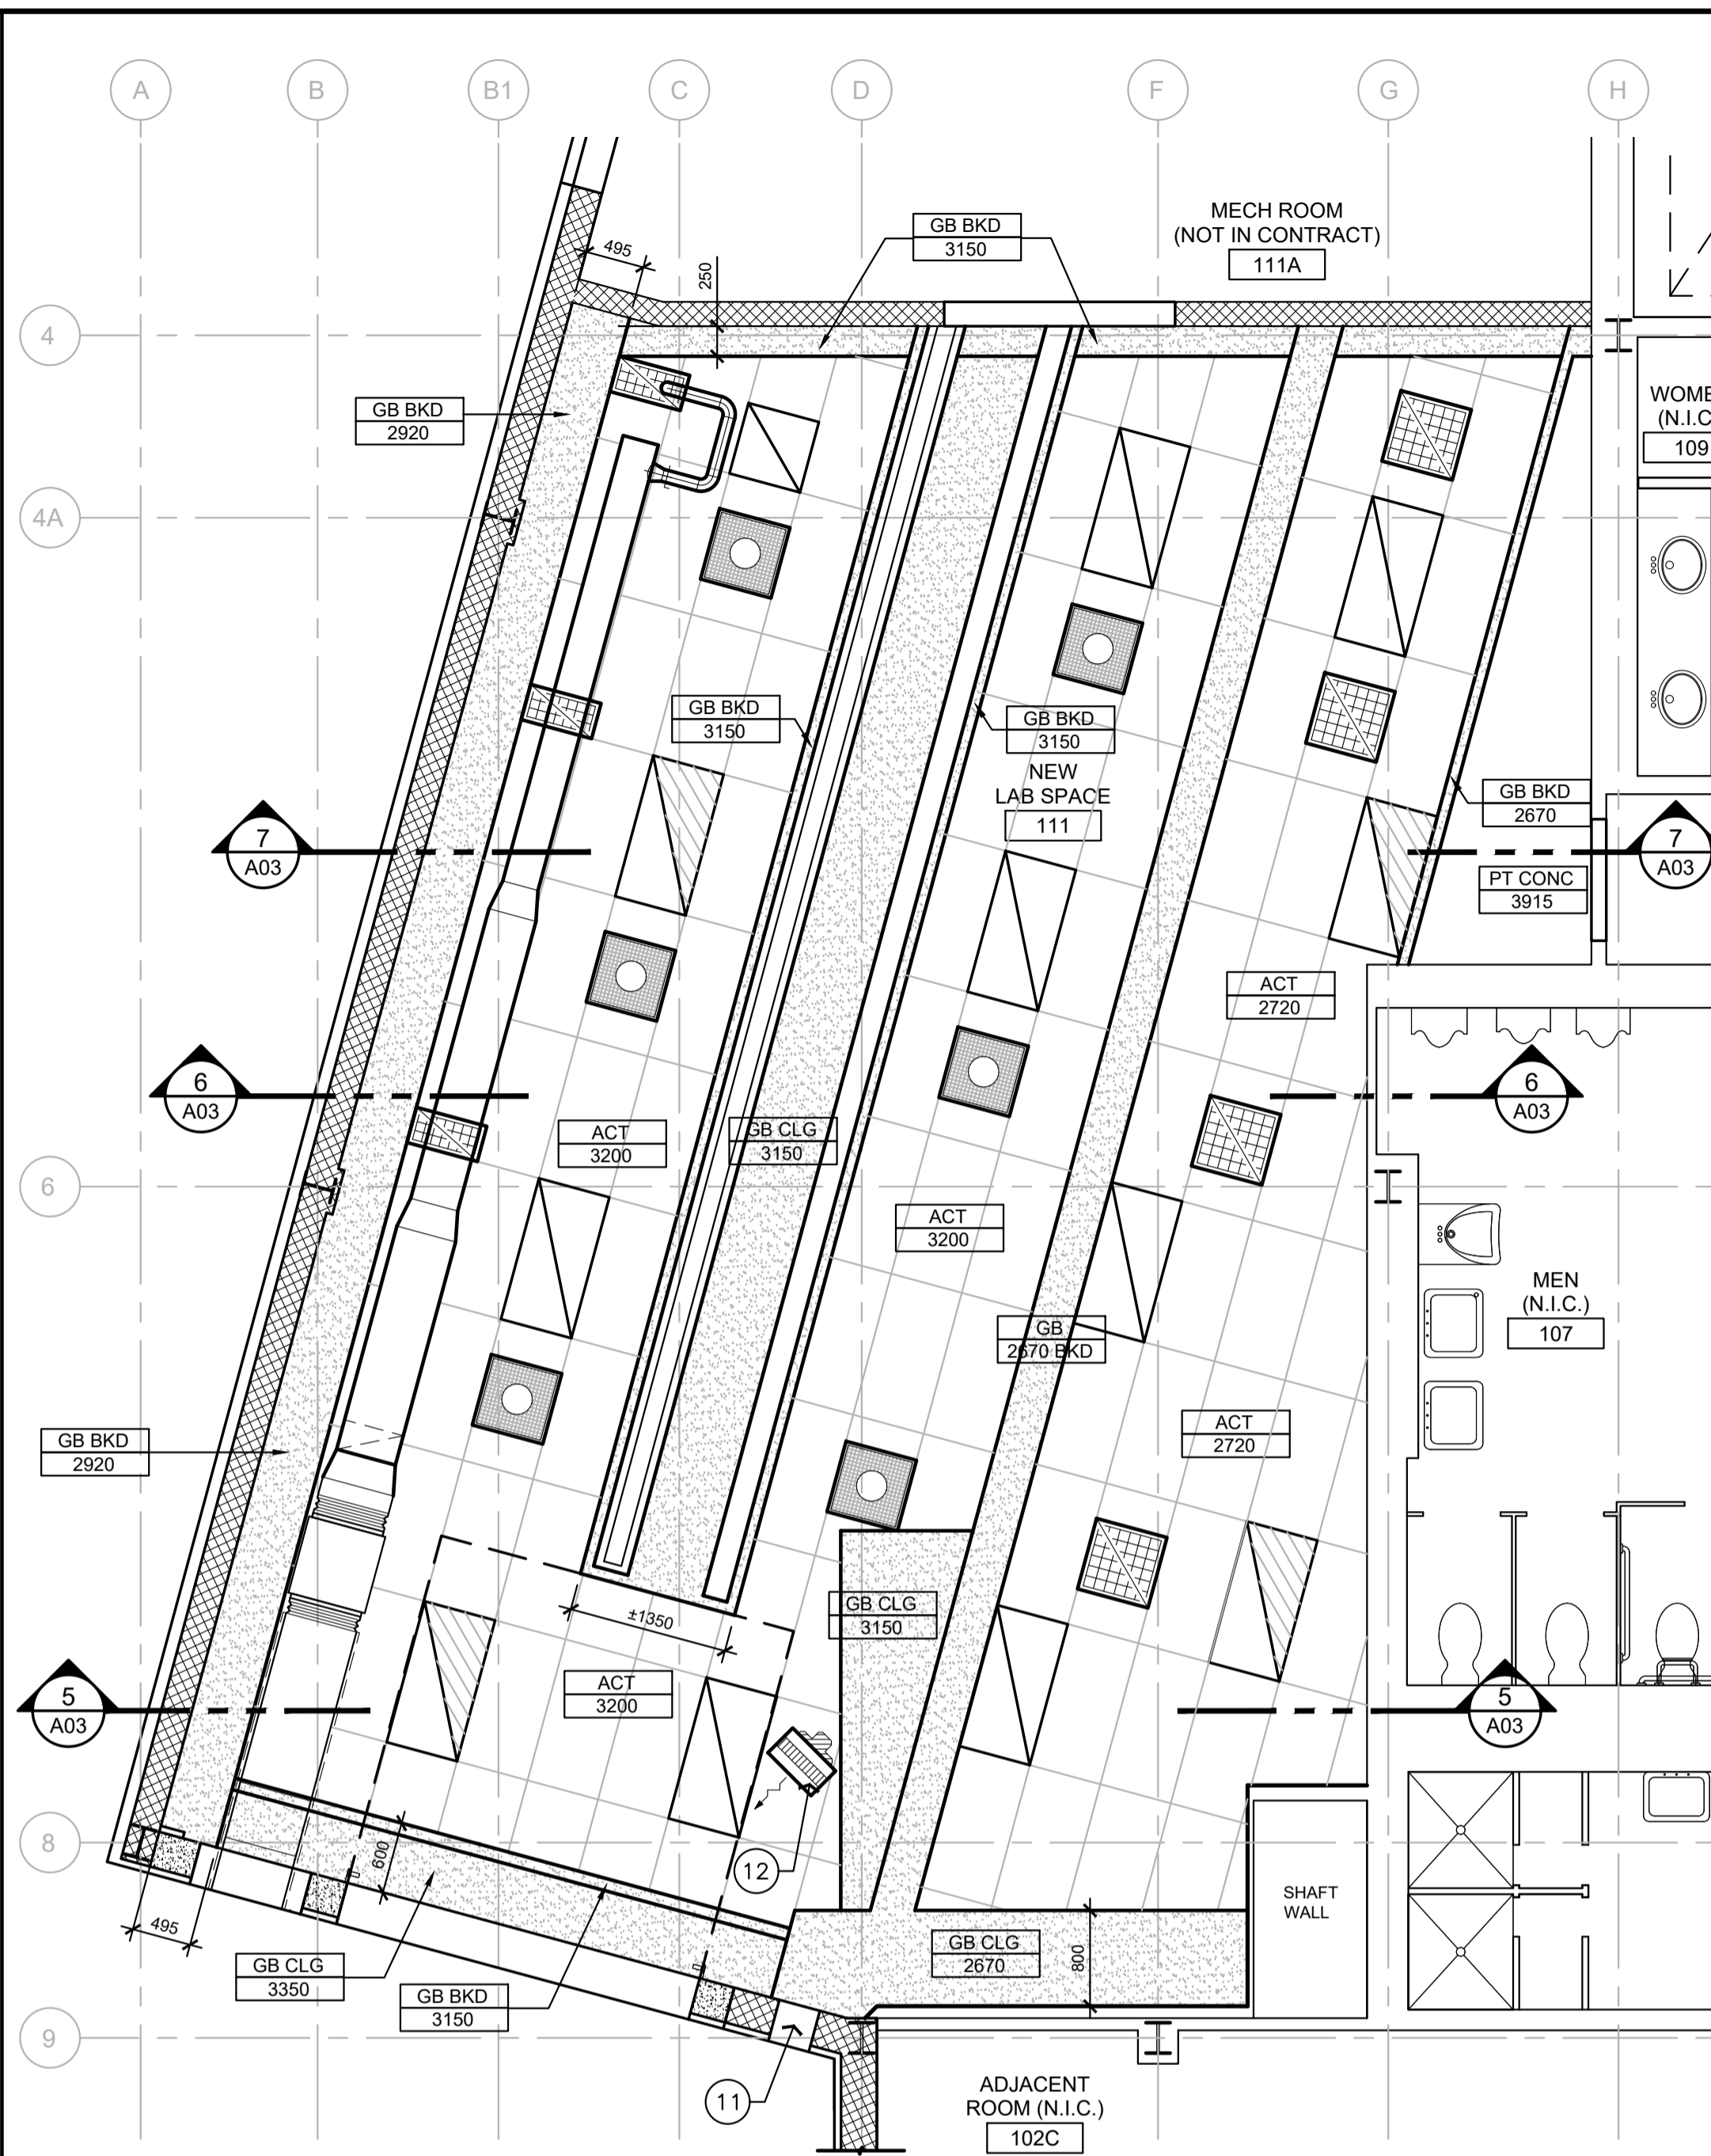 A
B
B1
C
D
F
G
H
MECH ROOM
(NOT IN CONTRACT)
111A
GB BKD
3150
495
250
4
WOME
(N.I.C
109
GB BKD
2920
4A
GB BKD
3150
GB BKD
3150
NEW
LAB SPACE
111
GB BKD
2670
7
A03
7
A03
PT CONC
3915
ACT
2720
6
A03
6
A03
ACT
3200
GB CLG
3150
6
ACT
3200
MEN
(N.I.C.)
107
GB
2670 BKD
ACT
2720
GB BKD
2920
±1350
GB CLG
3150
ACT
3200
5
A03
5
A03
8
600
12
495
SHAFT
WALL
GB CLG
3350
GB BKD
3150
GB CLG
2670
800
9
11
ADJACENT
ROOM (N.I.C.)
102C